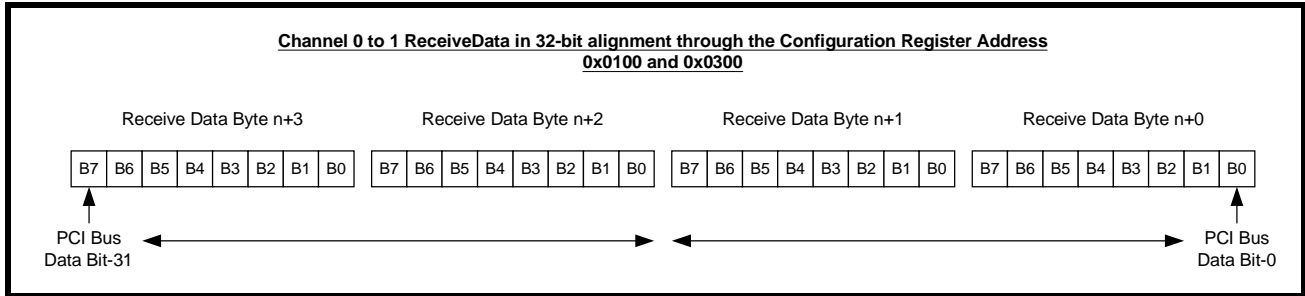 Channel 0 to 1 ReceiveData in 32-bit alignment through the Configuration Register Address
0x0100 and 0x0300
Receive Data Byte n+3 Receive Data Byte n+2 Receive Data Byte n+1 Receive Data Byte n+0
B7 B6 B5 B4 B3 B2 B1 B0 B7 B6 B5 B4 B3 B2 B1 B0 B7 B6 B5 B4 B3 B2 B1 B0 B7 B6 B5 B4 B3 B2 B1 B0
PCI Bus PCI Bus
Data Bit-31 Data Bit-0